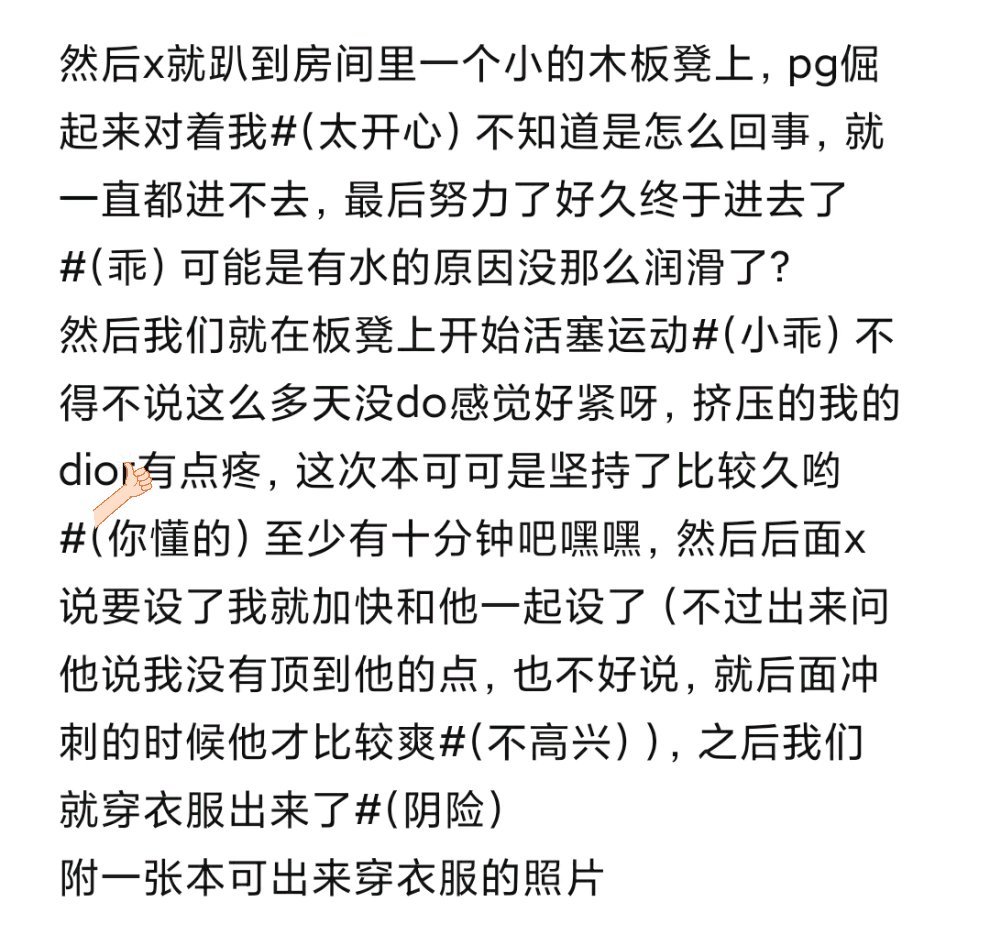 然后x就趴到房间里一个小的木板凳上，pg倔
起来对着我#(太开心) 不知道是怎么回事，就
一直都进不去，最后努力了好久终于进去了
#(乖) 可能是有水的原因没那么润滑了?
然后我们就在板凳上开始活塞运动#(小乖) 不
得不说这么多天没do感觉好紧呀，挤压的我的
dior有点疼，这次本可可是坚持了比较久哟
#(你懂的) 至少有十分钟吧嘿嘿，然后后面x
说要设了我就加快和他一起设了（不过出来问
他说我没有顶到他的点，也不好说，就后面冲
刺的时候他才比较爽#(不高兴) ），之后我们
就穿衣服出来了#(阴险)
附一张本可出来穿衣服的照片